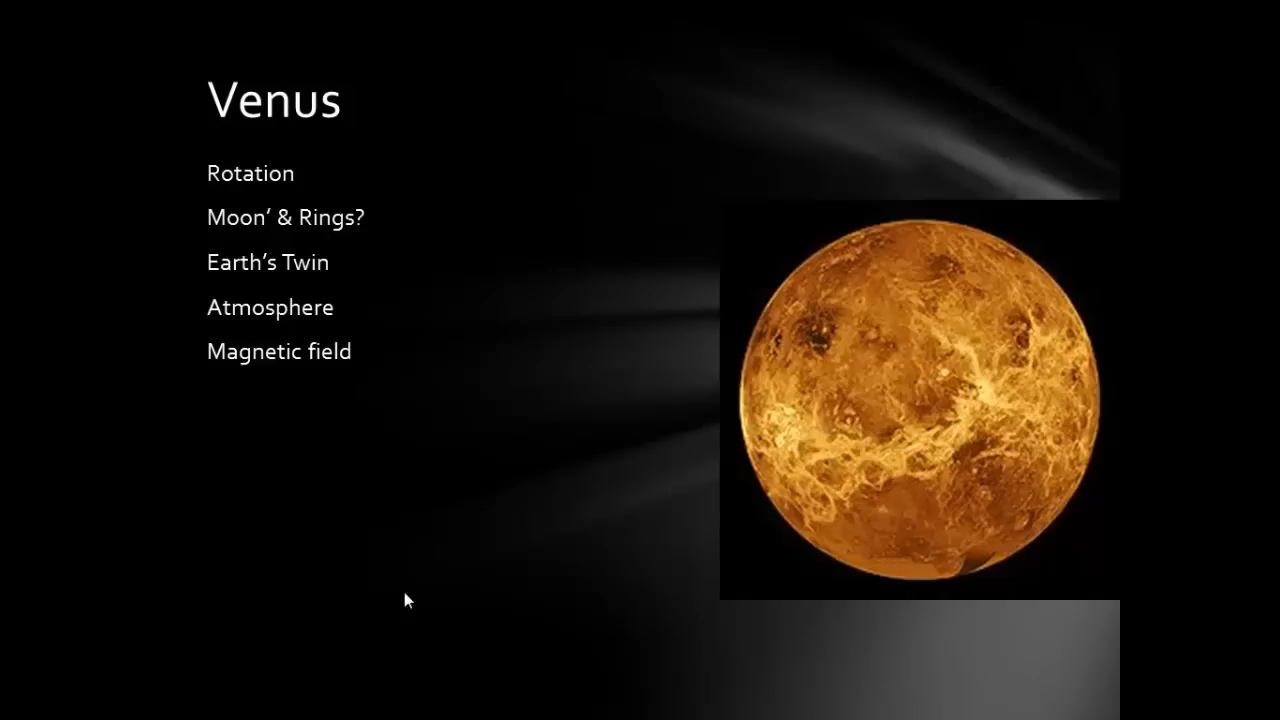 Venus
Rotation
Moon’ & Rings?
Earth’s Twin
Atmosphere
Magnetic field